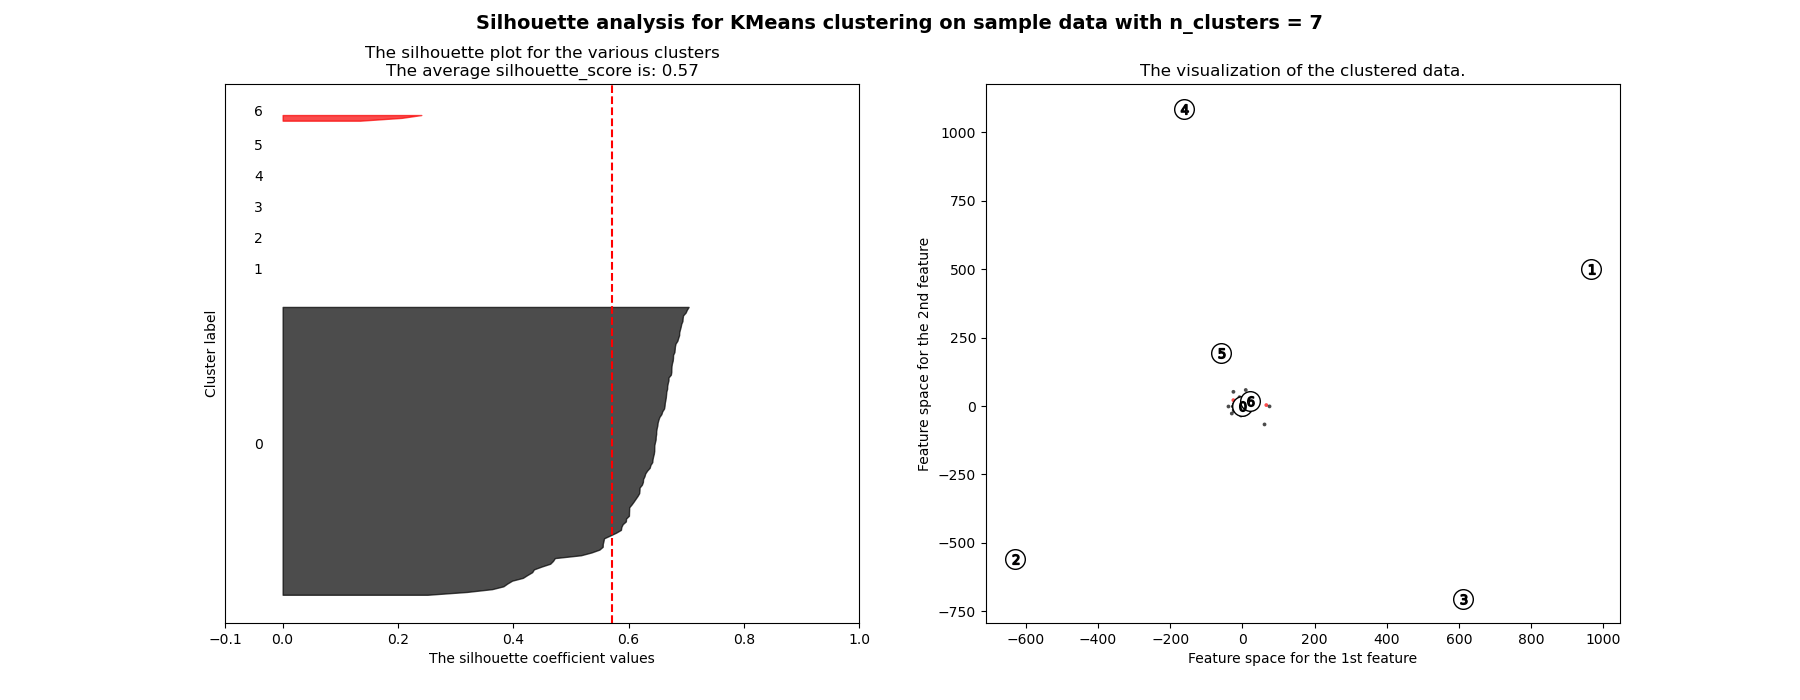 Silhouette analysis for KMeans clustering on sample data with n_clusters = 7
The silhouette plot for the various clusters
The average silhouette_score is: 0.57
6
5
4
3
2
1
0
Cluster label
−0.1 0.0 0.2 0.4 0.6 0.8 1.0
The silhouette coefficient values
The visualization of the clustered data.
1000
750
500
250
0
−250
−500
−750
Feature space for the 2nd feature
4
1
5
0 6
2
3
−600 −400 −200 0 200 400 600 800 1000
Feature space for the 1st feature